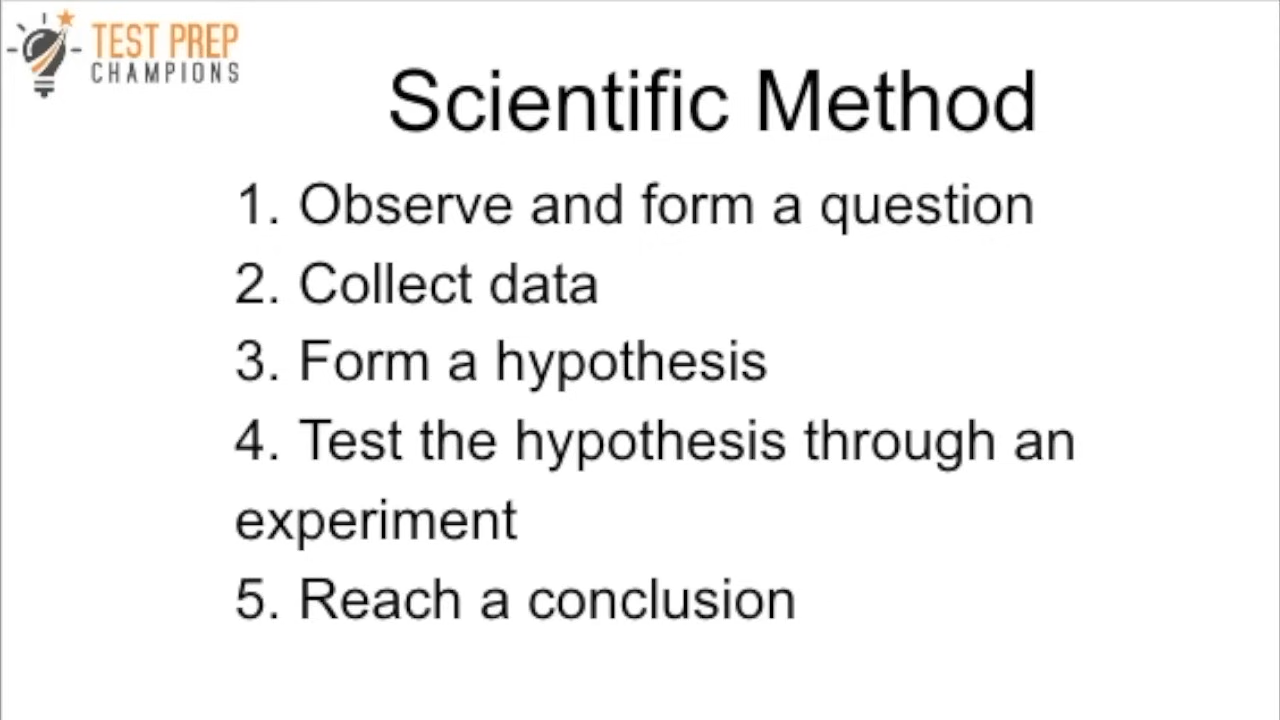 TEST PREP
CHAMPIONS
Scientific Method
1. Observe and form a question
2. Collect data
3. Form a hypothesis
4. Test the hypothesis through an
experiment
5. Reach a conclusion